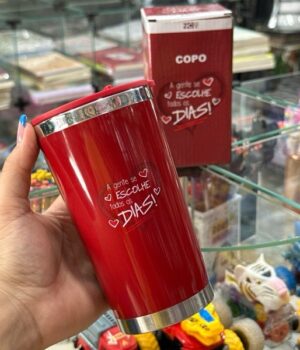 COPO
A gente se
ESCOLHE
todos os
DIAS!
A gente se
ESCOLHE
todos os
DIAS!